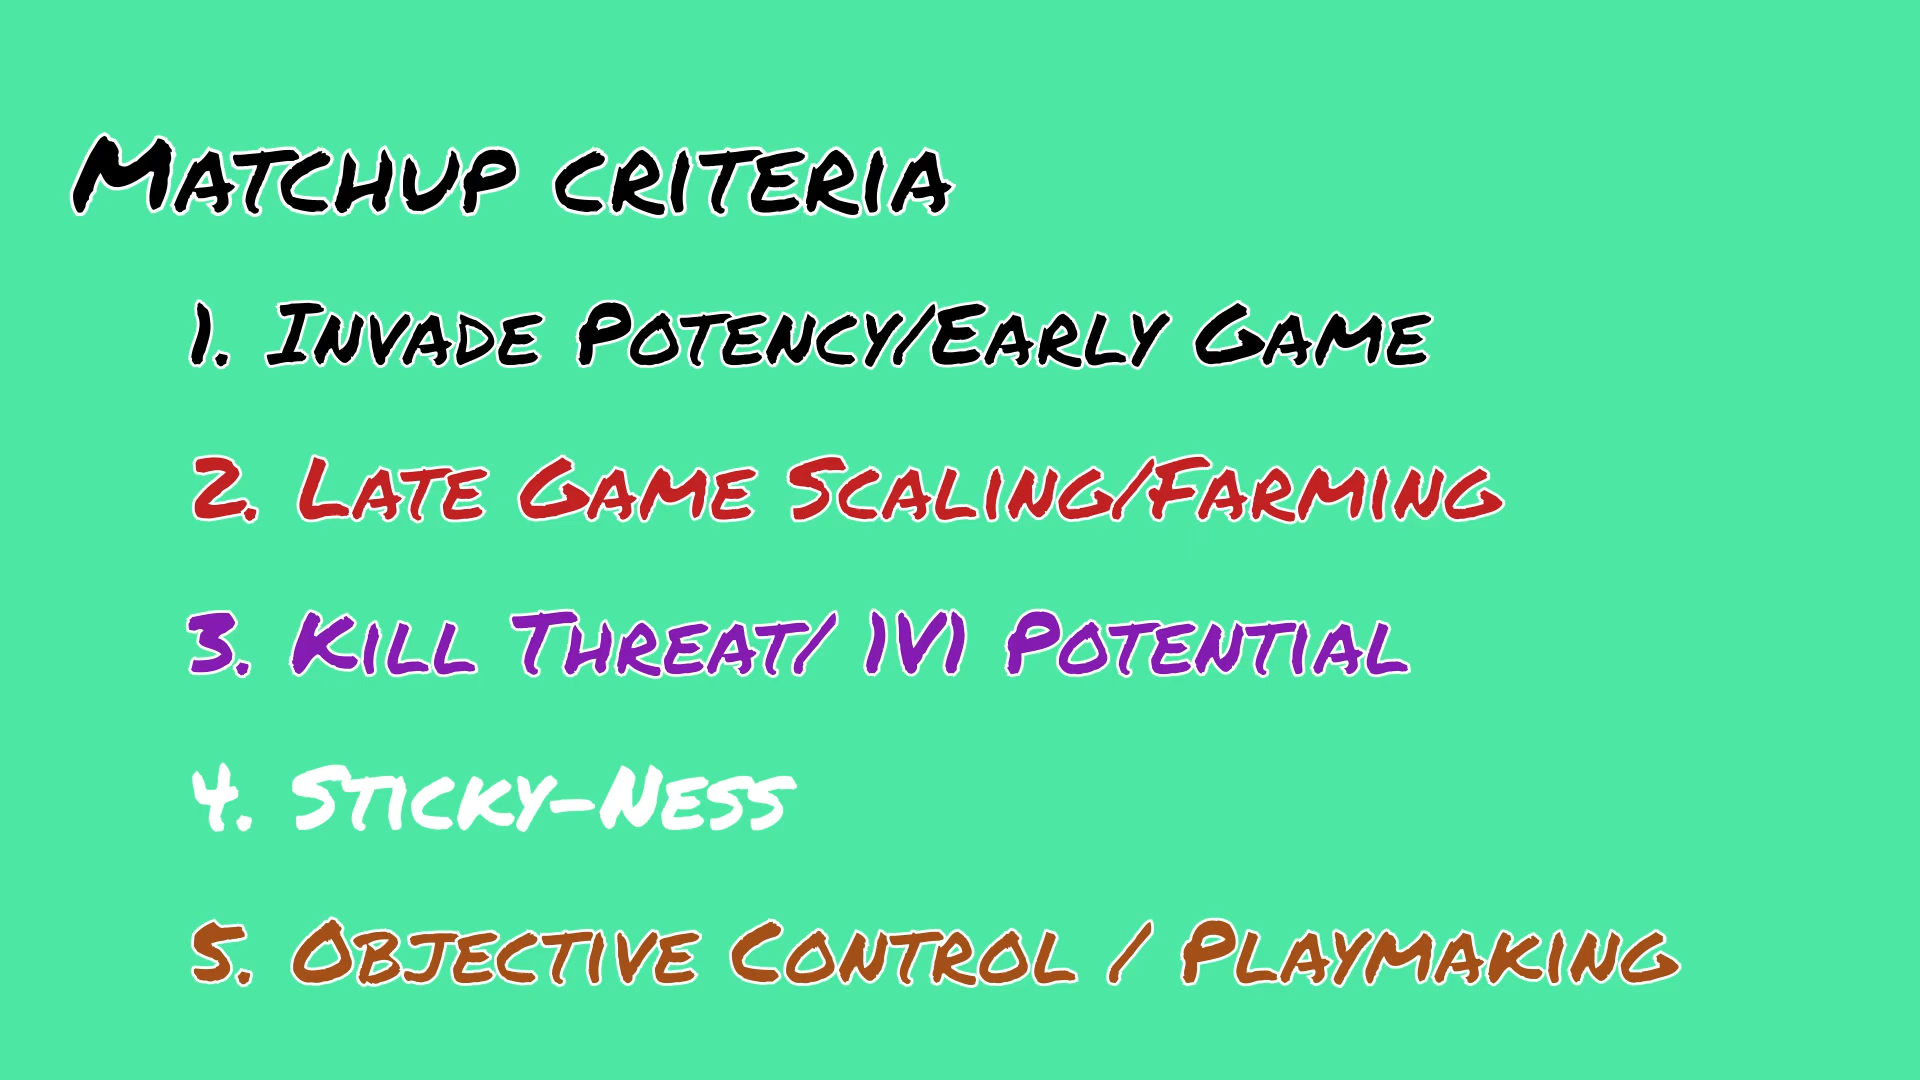 Matchup criteria
1. Invade Potency/Early Game
2. Late Game Scaling/Farming
3. Kill Threat/ 1V1 Potential
4. Sticky-Ness
5. Objective Control / Playmaking